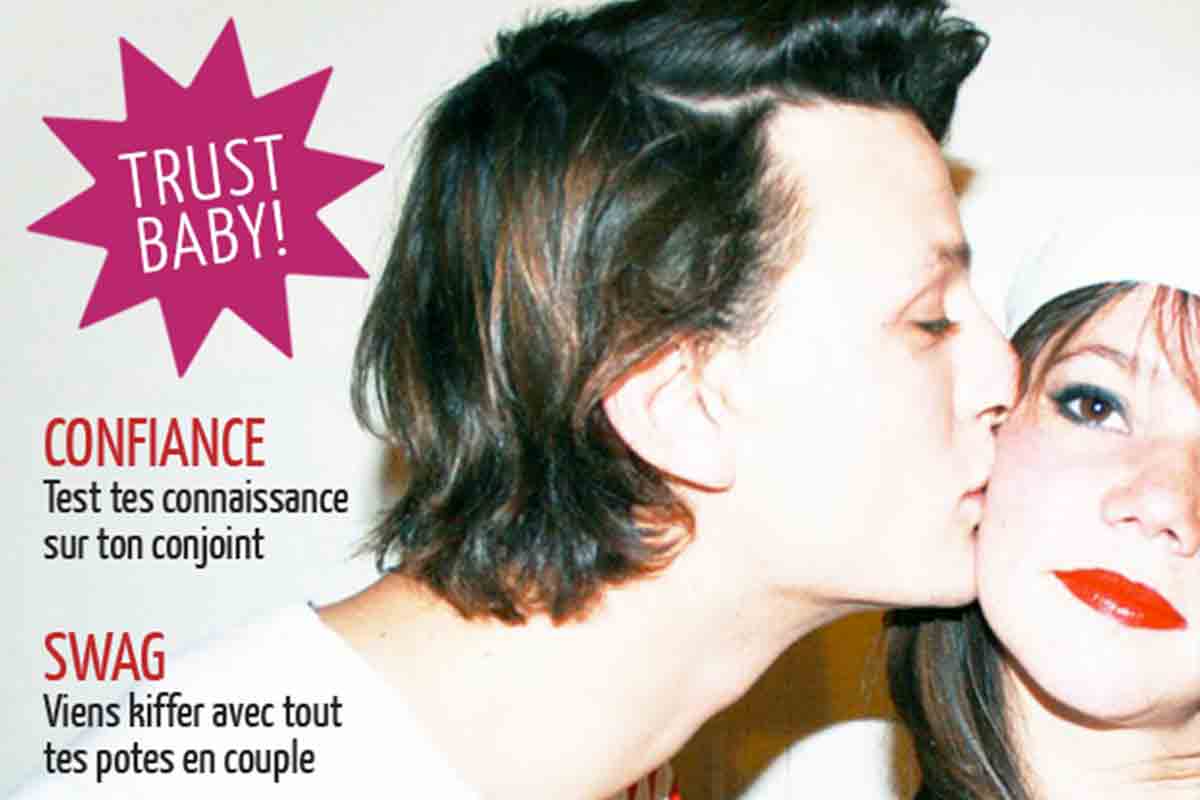 TRUST
BABY!
CONFIANCE
Test tes connaissance
sur ton conjoint
SWAG
Viens kiffer avec tout
tes potes en couple